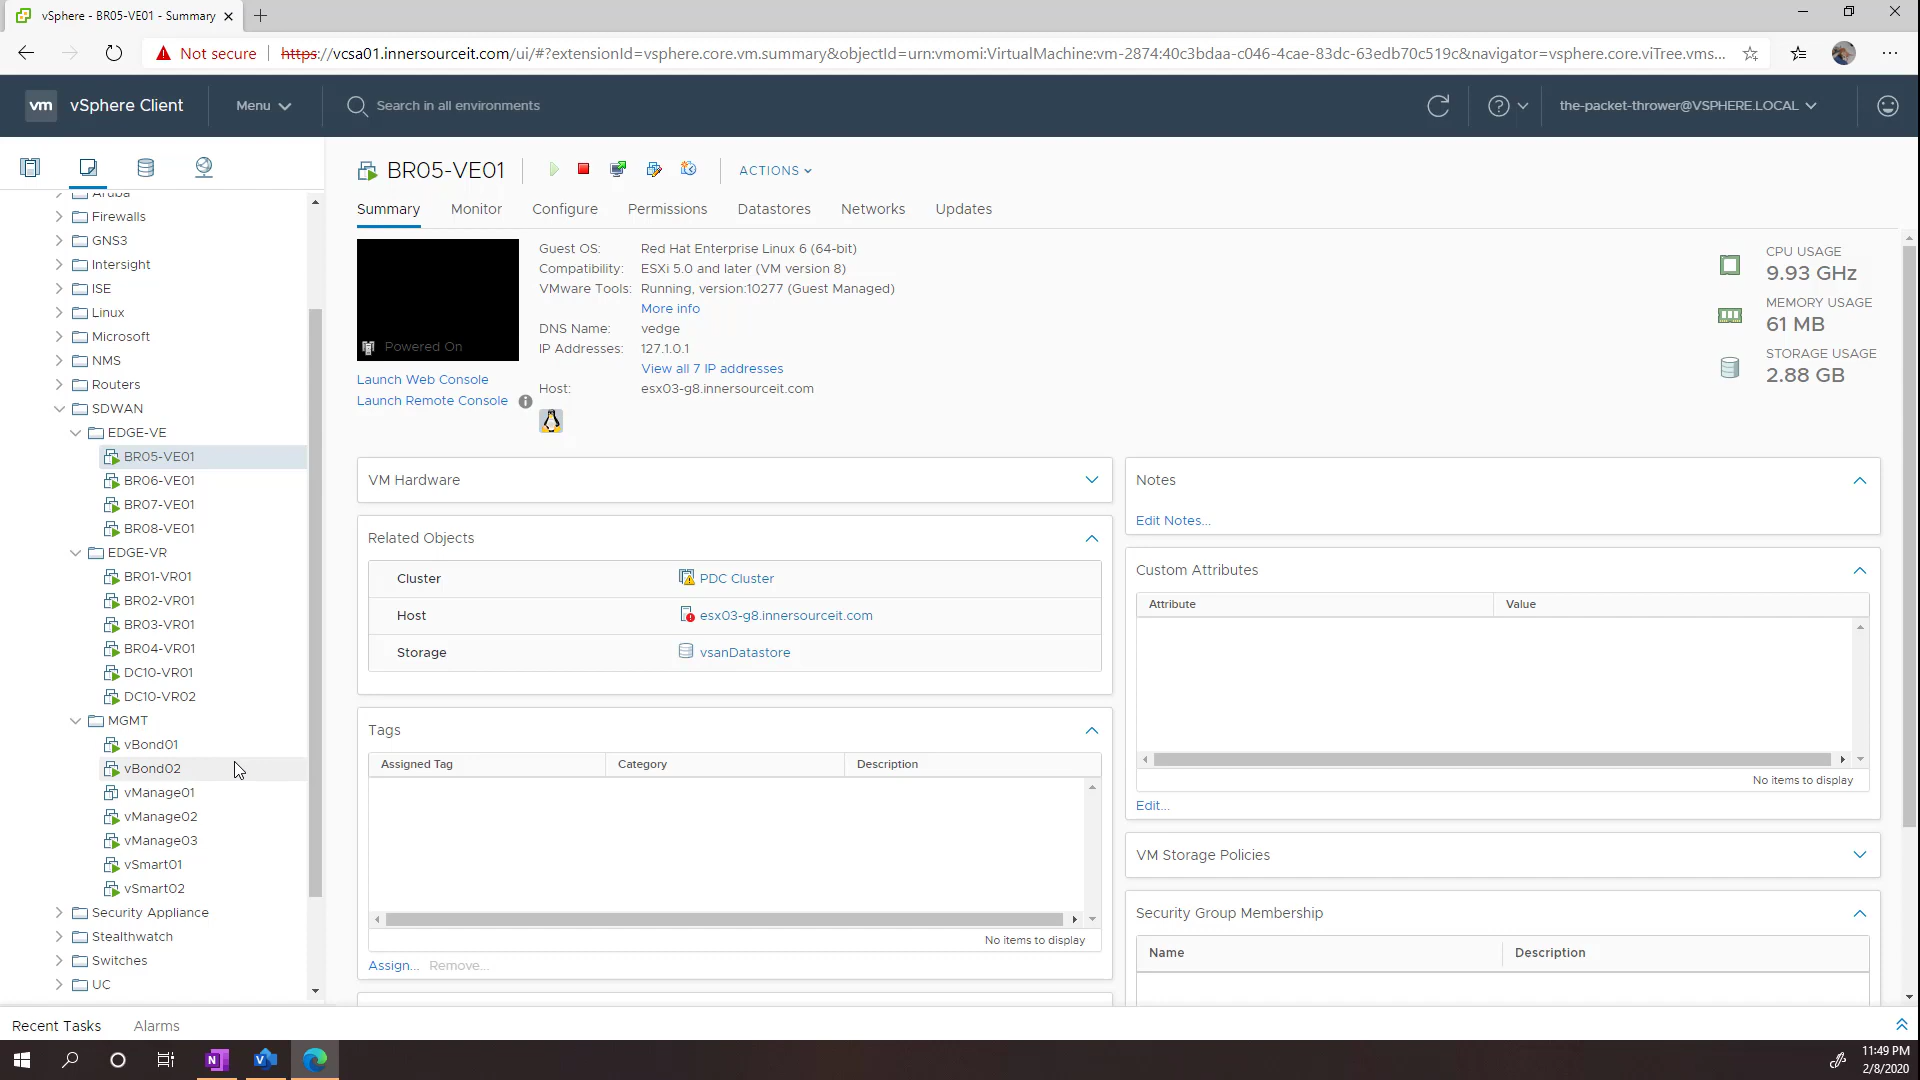 vSphere - BR05-VE01 - Summary
Not secure
https://vcsa01.innersourceit.com/ui/#?extensionId=vsphere.core.vm.summary&objectId=urn:vmomi:VirtualMachine:vm-2874:40c3bdaa-c046-4cae-83dc-63edb70c519c&navigator=vsphere.core.viTree.vms...
vm
vSphere Client
Menu
Search in all environments
the-packet-thrower@VSPHERE.LOCAL
Aruba
Firewalls
GNS3
Intersight
ISE
Linux
Microsoft
NMS
Routers
SDWAN
EDGE-VE
BR05-VE01
BR06-VE01
BR07-VE01
BR08-VE01
EDGE-VR
BR01-VR01
BR02-VR01
BR03-VR01
BR04-VR01
DC10-VR01
DC10-VR02
MGMT
vBond01
vBond02
vManage01
vManage02
vManage03
vSmart01
vSmart02
Security Appliance
Stealthwatch
Switches
UC
BR05-VE01
ACTIONS
Summary
Monitor
Configure
Permissions
Datastores
Networks
Updates
Powered On
Launch Web Console
Launch Remote Console
Guest OS: Red Hat Enterprise Linux 6 (64-bit)
Compatibility: ESXi 5.0 and later (VM version 8)
VMware Tools: Running, version:10277 (Guest Managed)
More info
DNS Name: vedge
IP Addresses: 127.1.0.1
View all 7 IP addresses
Host: esx03-g8.innersourceit.com
CPU USAGE
9.93 GHz
MEMORY USAGE
61 MB
STORAGE USAGE
2.88 GB
VM Hardware
Related Objects
Cluster PDC Cluster
Host esx03-g8.innersourceit.com
Storage vsanDatastore
Tags
Assigned Tag Category Description
No items to display
Assign... Remove...
Notes
Edit Notes...
Custom Attributes
Attribute Value
No items to display
Edit...
VM Storage Policies
Security Group Membership
Name Description
Recent Tasks
Alarms
N
V
11:49 PM
2/8/2020